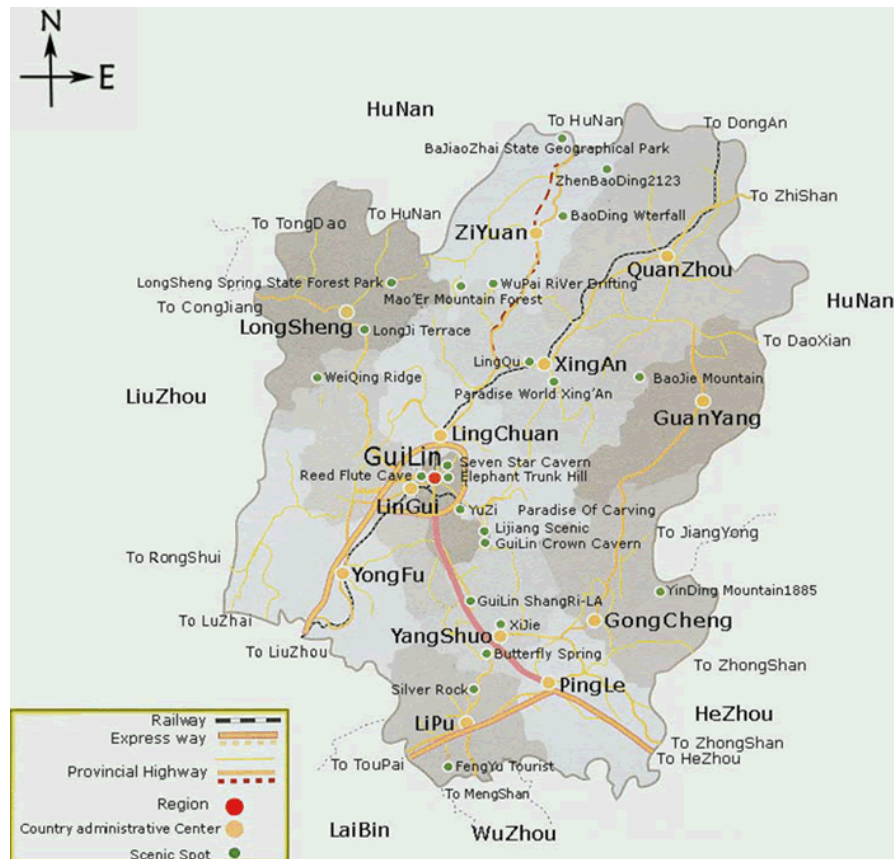 N
E
HuNan
To HuNan
To DongAn
BaJiaoZhai State Geographical Park
ZhenBaoDing2123
To ZhiShan
To TongDao
To HuNan
BaoDing Wterfall
ZiYuan
QuanZhou
LongSheng Spring State Forest Park
WuPai RiVer Drifting
Mao'Er Mountain Forest
To CongJiang
HuNan
LongSheng
LongJi Terrace
To DaoXian
LingQu
XingAn
WeiQing Ridge
Paradise World Xing'An
BaoJie Mountain
LiuZhou
GuanYang
LingChuan
GuiLin
Seven Star Cavern
Reed Flute Cave
Elephant Trunk Hill
LinGui
YuZi
Paradise Of Carving
Lijiang Scenic
To JiangYong
GuiLin Crown Cavern
To RongShui
YongFu
YinDing Mountain1885
GuiLin ShangRi-LA
To LuZhai
XiJie
GongCheng
YangShuo
To LiuZhou
Butterfly Spring
To ZhongShan
Silver Rock
PingLe
HeZhou
LiPu
To ZhongShan
To HeZhou
To TouPai
FengYu Tourist
To MengShan
LaiBin
WuZhou
Railway
Express way
Provincial Highway
Region
Country administrative Center
Scenic Spot